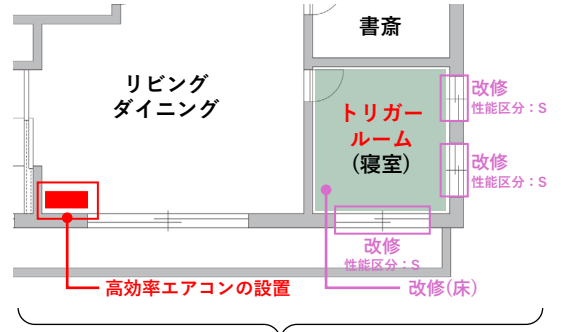 書斎
リビング
ダイニング
トリガー
ルーム
(寝室)
改修
性能区分：S
改修
性能区分：S
改修
性能区分：S
高効率エアコンの設置
改修(床)